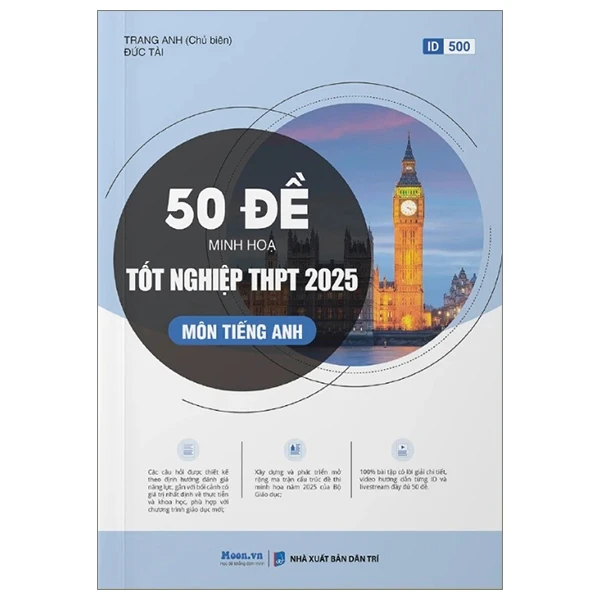 TRANG ANH (Chủ biên)
ĐỨC TÀI
ID 500
50 ĐỀ
MINH HOẠ
TỐT NGHIỆP THPT 2025
MÔN TIẾNG ANH
Các câu hỏi được thiết kế
theo định hướng đánh giá
năng lực, gắn với bối cảnh có
giá trị nhất định về thực tiễn
và khoa học, phù hợp với
chương trình giáo dục mới;
Xây dựng và phát triển mở
rộng ma trận cấu trúc đề thi
minh họa năm 2025 của Bộ
Giáo dục;
100% bài tập có lời giải chi tiết,
video hướng dẫn từng ID và
livestream đầy đủ 50 đề.
Moon.vn
Học để khẳng định mình
NHÀ XUẤT BẢN DÂN TRÍ